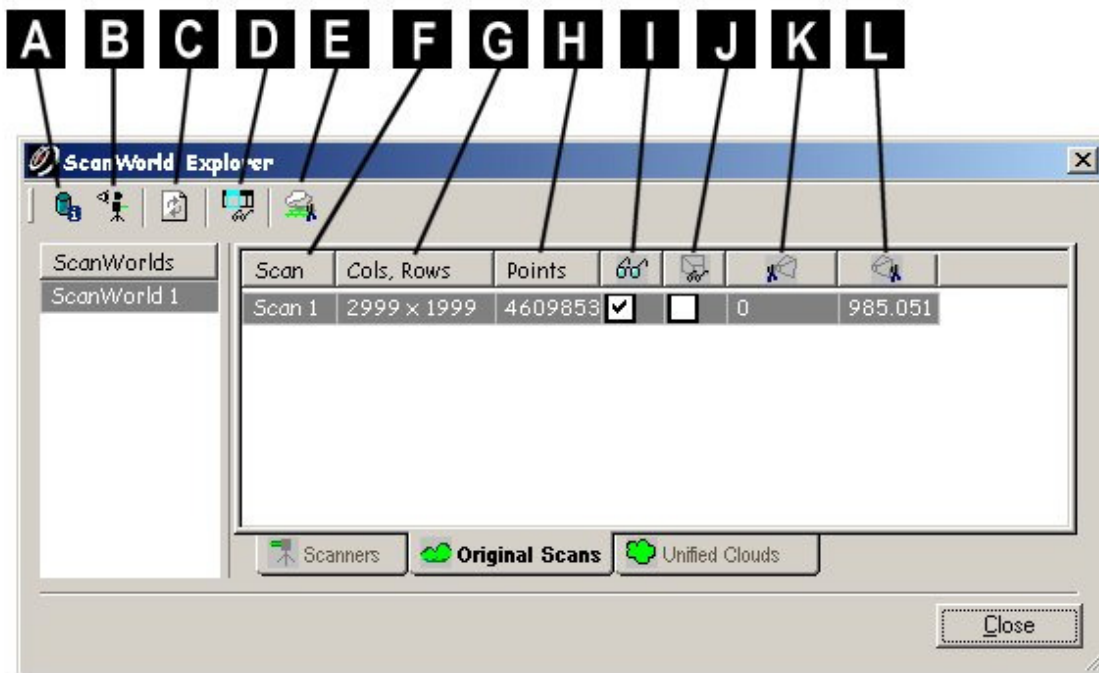 A B C D E F G H I J K L
ScanWorld Explorer
ScanWorlds
ScanWorld 1
Scan Cols, Rows Points
Scan 1 2999 x 1999 4609853 0 985.051
Scanners Original Scans Unified Clouds
Close